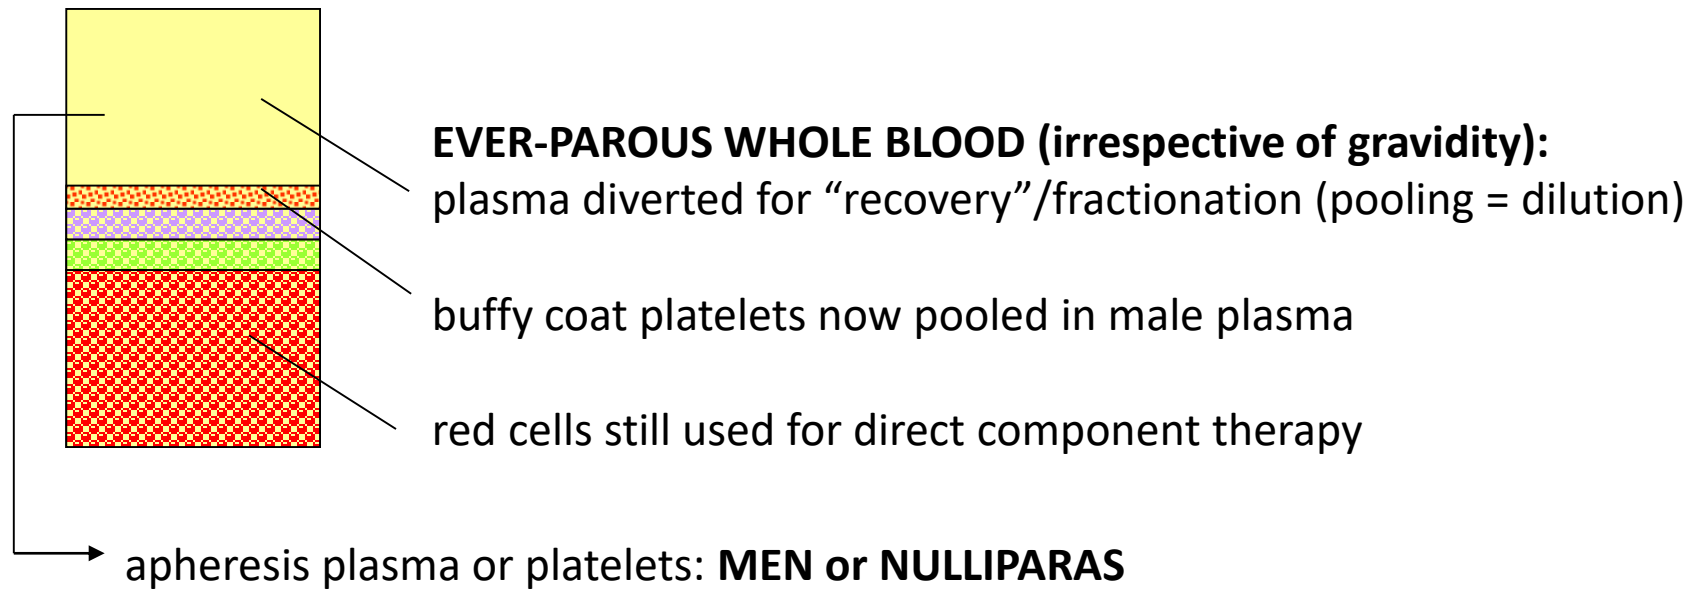 EVER-PAROUS WHOLE BLOOD (irrespective of gravidity):
plasma diverted for “recovery”/fractionation (pooling = dilution)
buffy coat platelets now pooled in male plasma
red cells still used for direct component therapy
apheresis plasma or platelets: MEN or NULLIPARAS